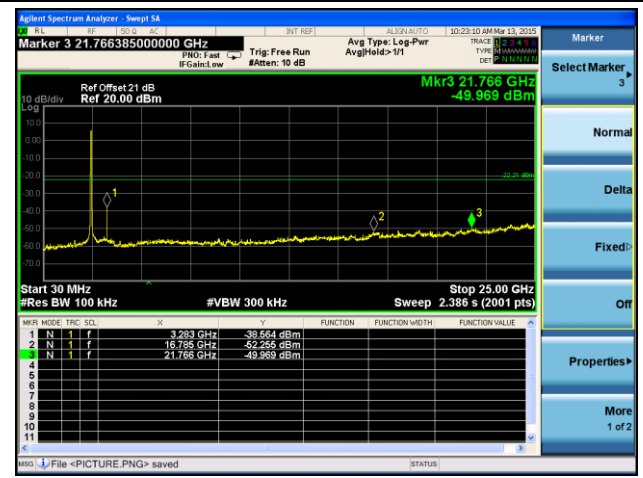 Agilent Spectrum Analyzer - Swept SA
RL RF 50 Ω AC INT REF ALIGN AUTO 10:23:10 AM Mar 13, 2015
Marker 3 21.766385000000 GHz
PNO: Fast
IFGain:Low
Trig: Free Run
#Atten: 10 dB
Avg Type: Log-Pwr
Avg|Hold:>1/1
TRACE 1 2 3 4 5 6
TYPE
DET P N N N N N
Mkr3 21.766 GHz
-49.969 dBm
Ref Offset 21 dB
10 dB/div Ref 20.00 dBm
Log
10.0
0.00
-10.0
-20.0
-30.0
-40.0
-50.0
-60.0
-70.0
-22.21 dBm
1
2
3
Start 30 MHz Stop 25.00 GHz
#Res BW 100 kHz #VBW 300 kHz Sweep 2.386 s (2001 pts)
MKR MODE TRC SCL X Y FUNCTION FUNCTION WIDTH FUNCTION VALUE
1 N 1 f 3.283 GHz -38.564 dBm
2 N 1 f 16.785 GHz -52.255 dBm
3 N 1 f 21.766 GHz -49.969 dBm
4
5
6
7
8
9
10
11
MSG File <PICTURE.PNG> saved STATUS
Marker
Select Marker
3
Normal
Delta
Fixed
Off
Properties
More
1 of 2